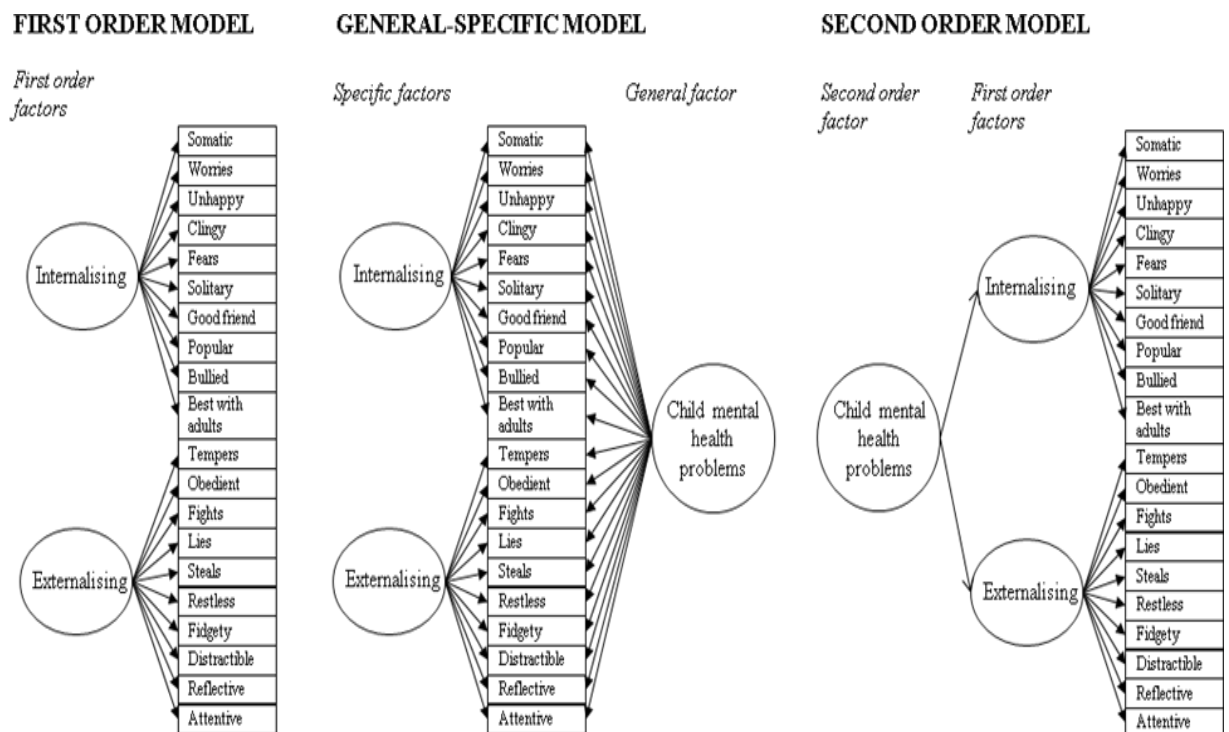 FIRST ORDER MODEL
First order
factors
Internalising
Externalising
Somatic
Worries
Unhappy
Clingy
Fears
Solitary
Good friend
Popular
Bullied
Best with
adults
Tempers
Obedient
Fights
Lies
Steals
Restless
Fidgety
Distractible
Reflective
Attentive
GENERAL-SPECIFIC MODEL
Specific factors
General factor
Internalising
Externalising
Somatic
Worries
Unhappy
Clingy
Fears
Solitary
Good friend
Popular
Bullied
Best with
adults
Tempers
Obedient
Fights
Lies
Steals
Restless
Fidgety
Distractible
Reflective
Attentive
Child mental
health
problems
SECOND ORDER MODEL
Second order
factor
First order
factors
Child mental
health
problems
Internalising
Externalising
Somatic
Worries
Unhappy
Clingy
Fears
Solitary
Good friend
Popular
Bullied
Best with
adults
Tempers
Obedient
Fights
Lies
Steals
Restless
Fidgety
Distractible
Reflective
Attentive